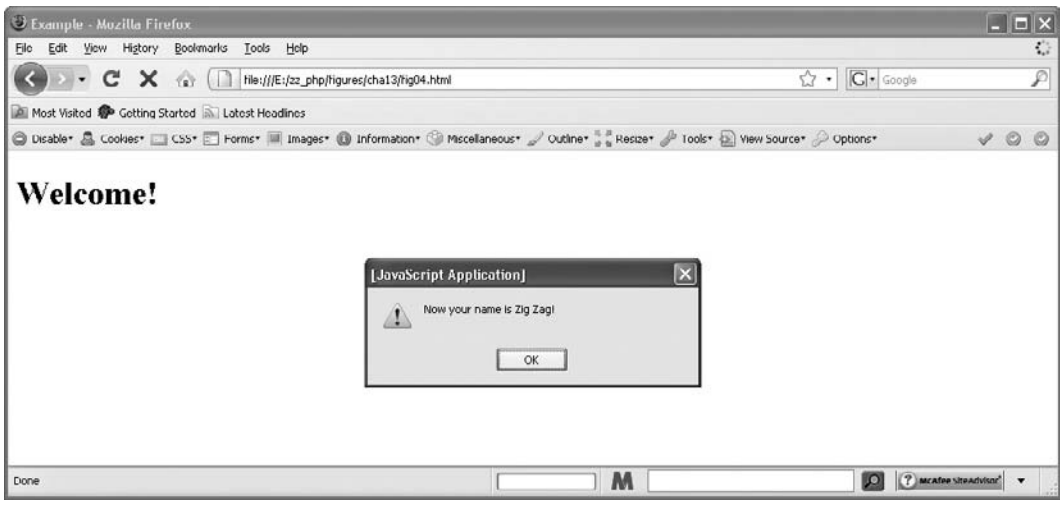 Example - Mozilla Firefox
File Edit View History Bookmarks Tools Help
file:///E:/zz_php/figures/cha13/fig04.html
G Google
Most Visited Getting Started Latest Headlines
Disable Cookies CSS Forms Images Information Miscellaneous Outline Resize Tools View Source Options
Welcome!
[JavaScript Application]
Now your name is Zig Zag!
OK
Done
M
McAfee SiteAdvisor